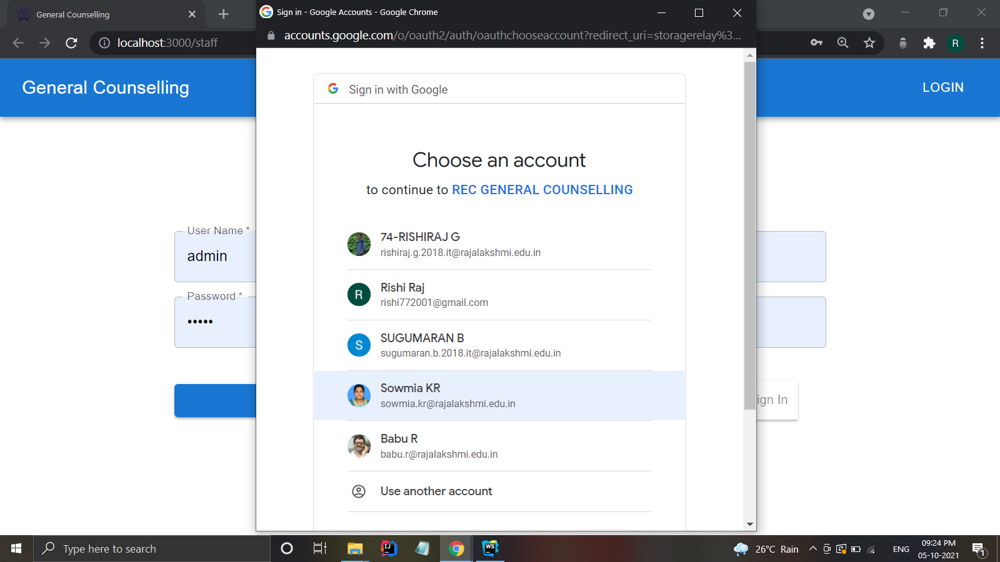 General Counselling
Sign in - Google Accounts - Google Chrome
localhost:3000/staff
accounts.google.com/o/oauth2/auth/oauthchooseaccount?redirect_uri=storagerelay%3...
R
General Counselling
LOGIN
Sign in with Google
Choose an account
to continue to REC GENERAL COUNSELLING
User Name *
admin
Password *
•••••
ign In
74-RISHIRAJ G
rishiraj.g.2018.it@rajalakshmi.edu.in
R
Rishi Raj
rishi772001@gmail.com
S
SUGUMARAN B
sugumaran.b.2018.it@rajalakshmi.edu.in
Sowmia KR
sowmia.kr@rajalakshmi.edu.in
Babu R
babu.r@rajalakshmi.edu.in
Use another account
Type here to search
IJ
WS
26°C Rain
ENG
09:24 PM
05-10-2021
1